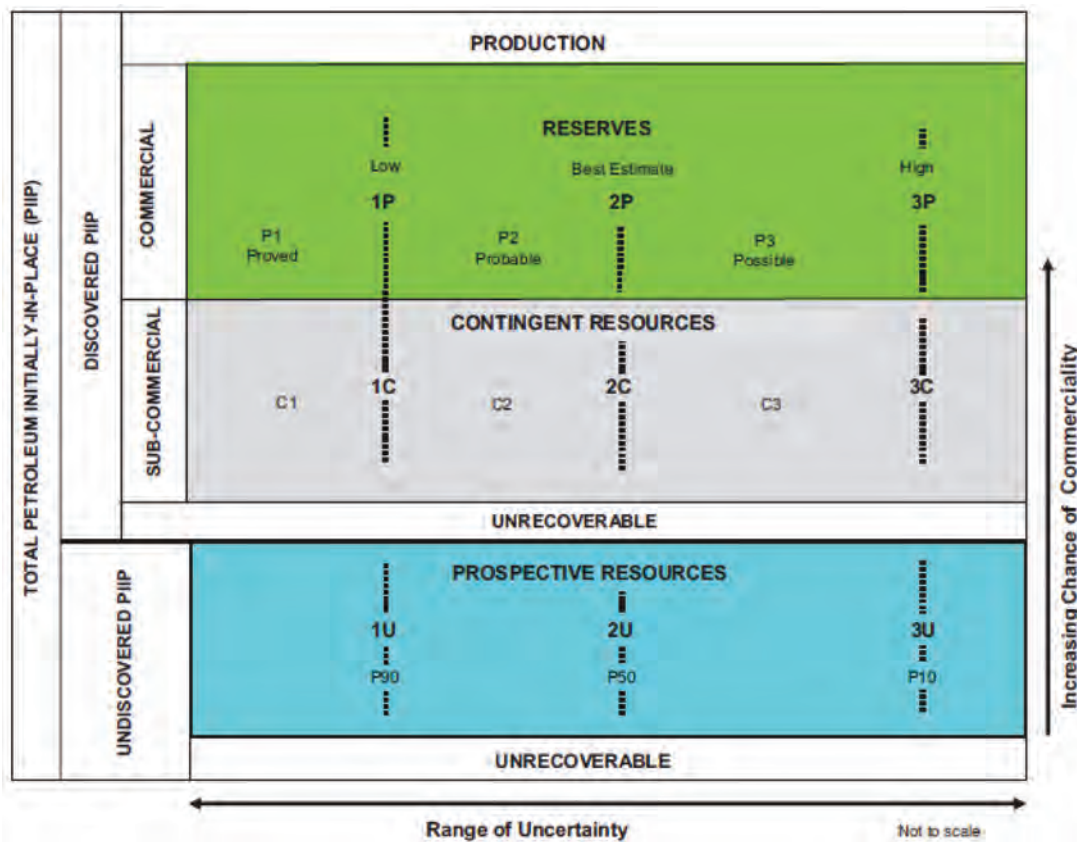 TOTAL PETROLEUM INITIALLY-IN-PLACE (PIIP)
DISCOVERED PIIP
COMMERCIAL
PRODUCTION
RESERVES
Low
Best Estimate
High
1P
2P
3P
P1
Proved
P2
Probable
P3
Possible
SUB-COMMERCIAL
CONTINGENT RESOURCES
C1
1C
C2
2C
C3
3C
UNRECOVERABLE
UNDISCOVERED PIIP
PROSPECTIVE RESOURCES
1U
2U
3U
P90
P50
P10
UNRECOVERABLE
Increasing Chance of Commerciality
Range of Uncertainty
Not to scale